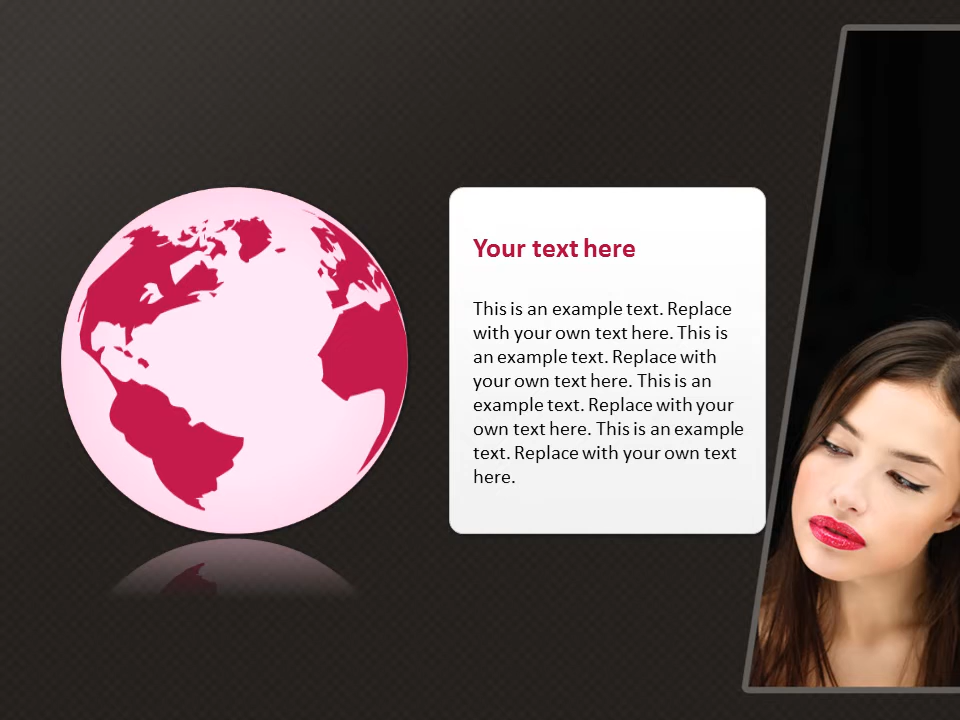 Your text here
This is an example text. Replace
with your own text here. This is
an example text. Replace with
your own text here. This is an
example text. Replace with your
own text here. This is an example
text. Replace with your own text
here.